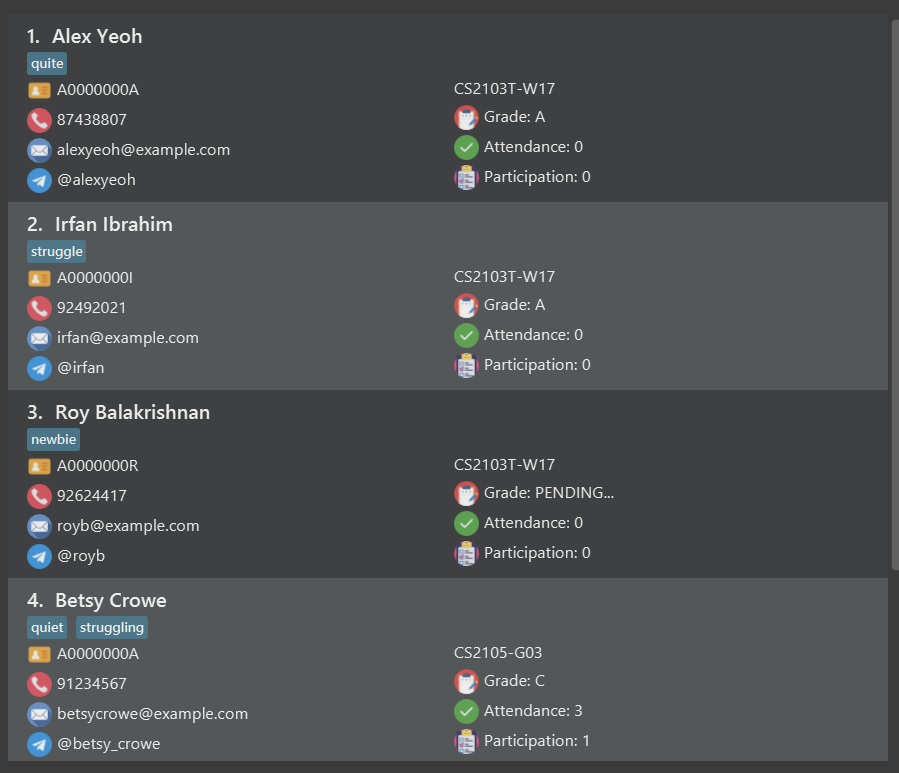 1. Alex Yeoh
quite
A0000000A
87438807
alexyeoh@example.com
@alexyeoh
CS2103T-W17
Grade: A
Attendance: 0
Participation: 0
2. Irfan Ibrahim
struggle
A0000000I
92492021
irfan@example.com
@irfan
CS2103T-W17
Grade: A
Attendance: 0
Participation: 0
3. Roy Balakrishnan
newbie
A0000000R
92624417
royb@example.com
@royb
CS2103T-W17
Grade: PENDING...
Attendance: 0
Participation: 0
4. Betsy Crowe
quiet struggling
A0000000A
91234567
betsycrowe@example.com
@betsy_crowe
CS2105-G03
Grade: C
Attendance: 3
Participation: 1